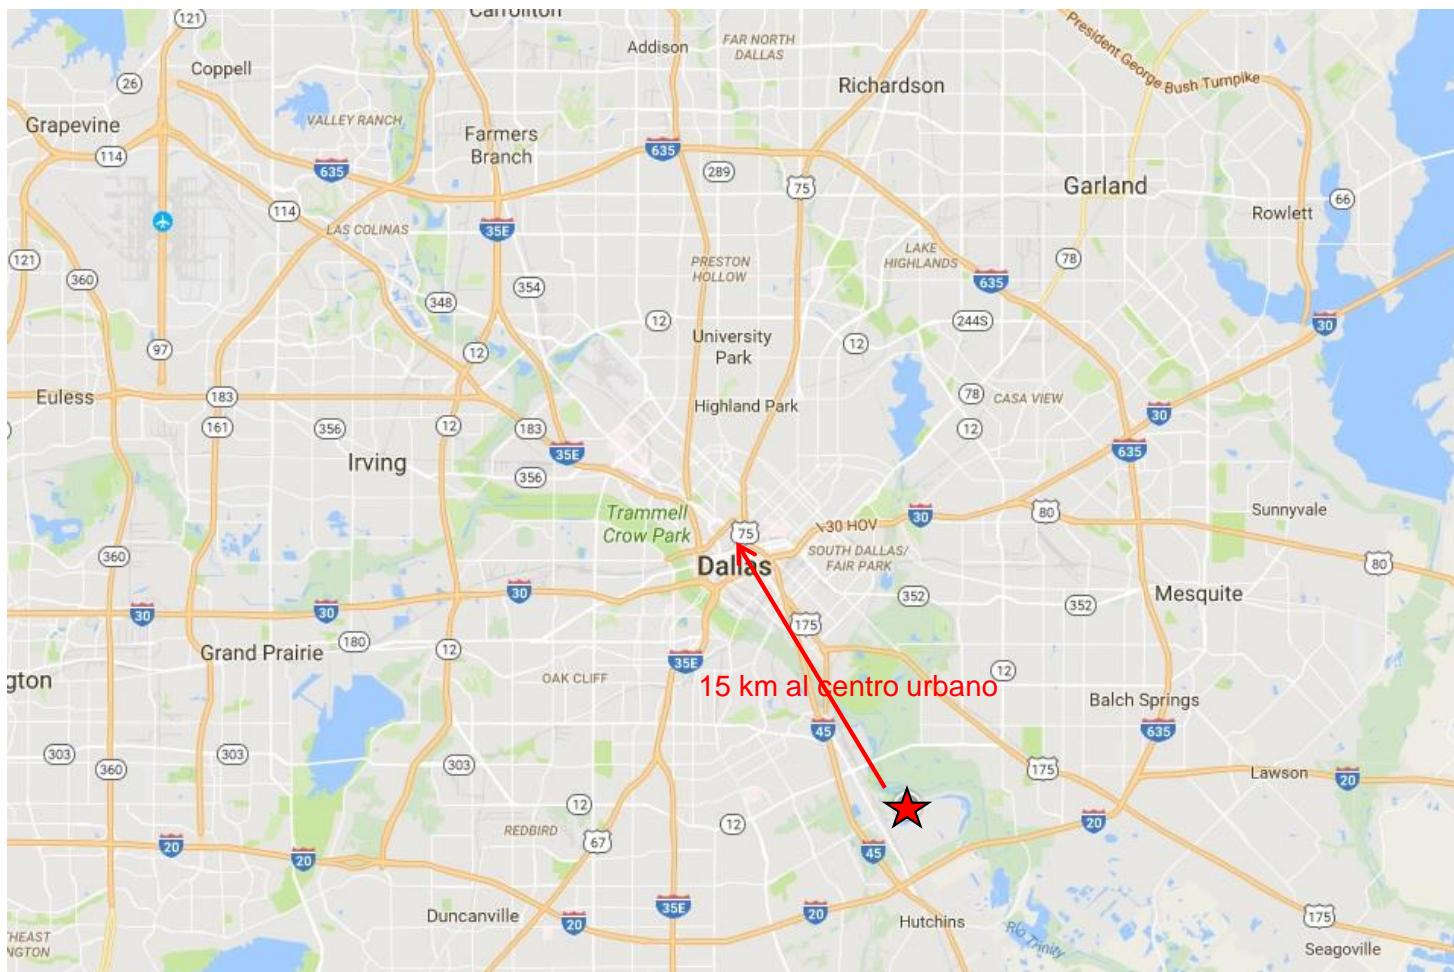 Carrollton
121
Addison
FAR NORTH
DALLAS
President George Bush Turnpike
Coppell
26
Richardson
VALLEY RANCH
Grapevine
Farmers
Branch
114
635
635
289
75
Garland
66
Rowlett
114
LAS COLINAS
35E
LAKE
HIGHLANDS
121
360
PRESTON
HOLLOW
78
635
348
354
12
244S
30
University
Park
12
97
12
Euless
183
Highland Park
78
CASA VIEW
30
161
356
12
183
12
35E
635
Irving
356
Trammell
Crow Park
75
30 HOV
30
80
Sunnyvale
360
Dallas
SOUTH DALLAS/
FAIR PARK
80
30
30
30
352
352
Mesquite
175
180
Grand Prairie
12
35E
gton
OAK CLIFF
12
15 km al centro urbano
Balch Springs
45
635
303
360
303
303
175
Lawson
20
12
REDBIRD
67
12
20
20
20
45
Duncanville
20
35E
20
Hutchins
Río Trinity
175
Seagoville
HEAST
NGTON